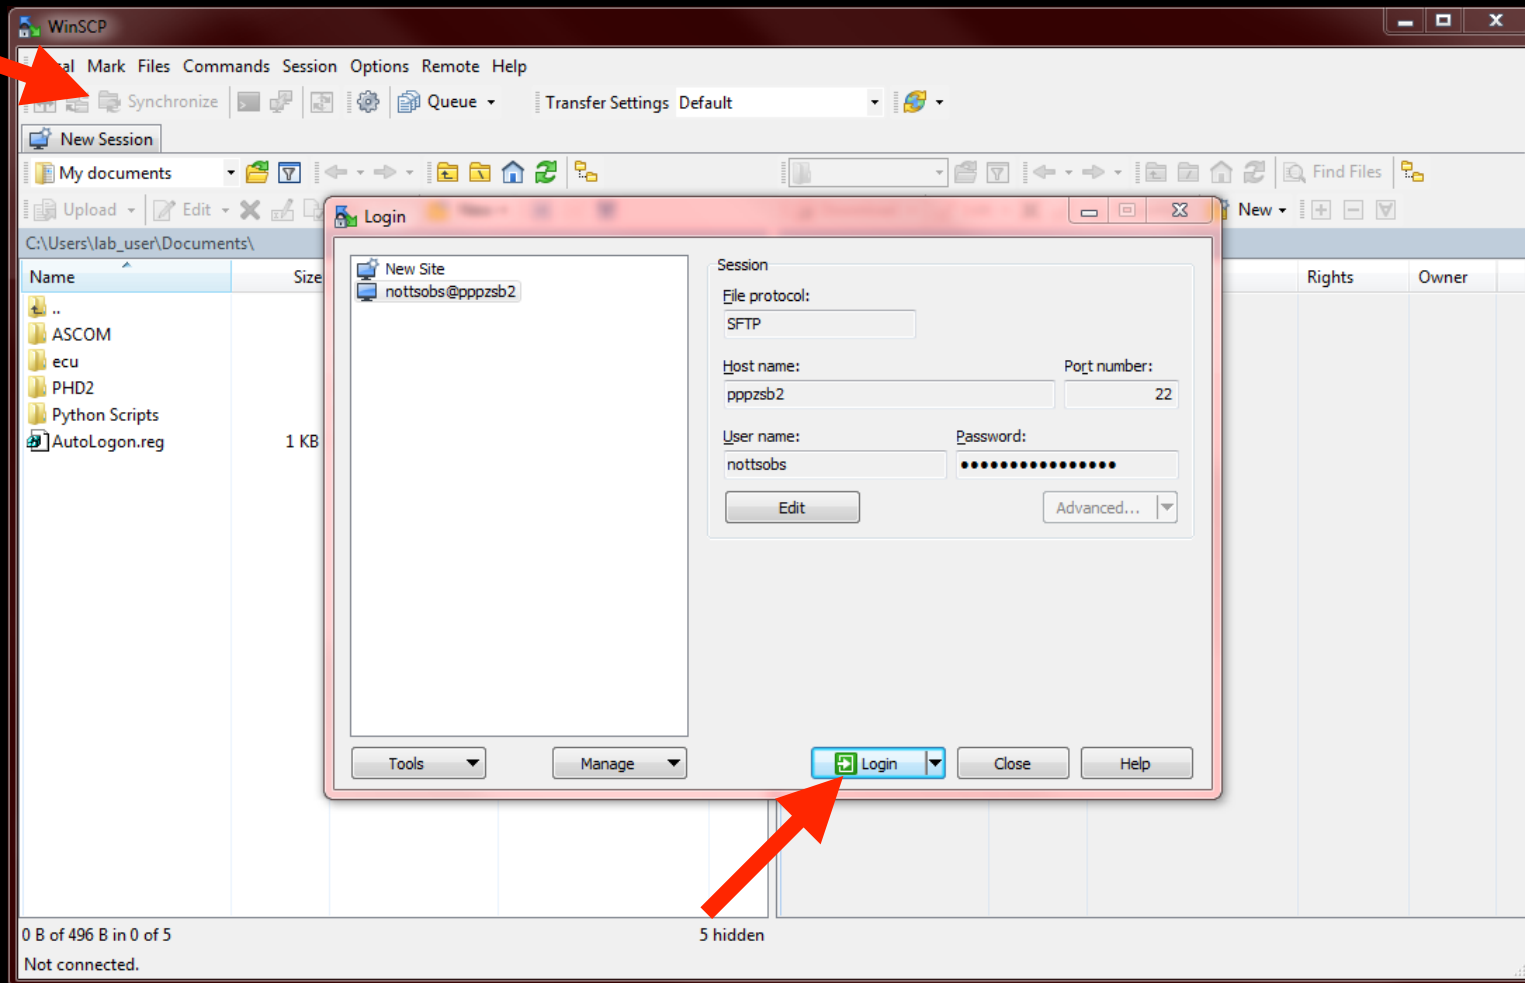 WinSCP
Mark Files Commands Session Options Remote Help
Synchronize Queue Transfer Settings Default
New Session
My documents Find Files
Upload Edit New
C:\Users\lab_user\Documents\
Name Size Rights Owner
..
ASCOM
ecu
PHD2
Python Scripts
AutoLogon.reg 1 KB
Login
New Site
nottsobs@pppzsb2
Session
File protocol:
SFTP
Host name: Port number:
pppzsb2 22
User name: Password:
nottsobs ••••••••••••••••
Edit Advanced...
Tools Manage Login Close Help
0 B of 496 B in 0 of 5 5 hidden
Not connected.